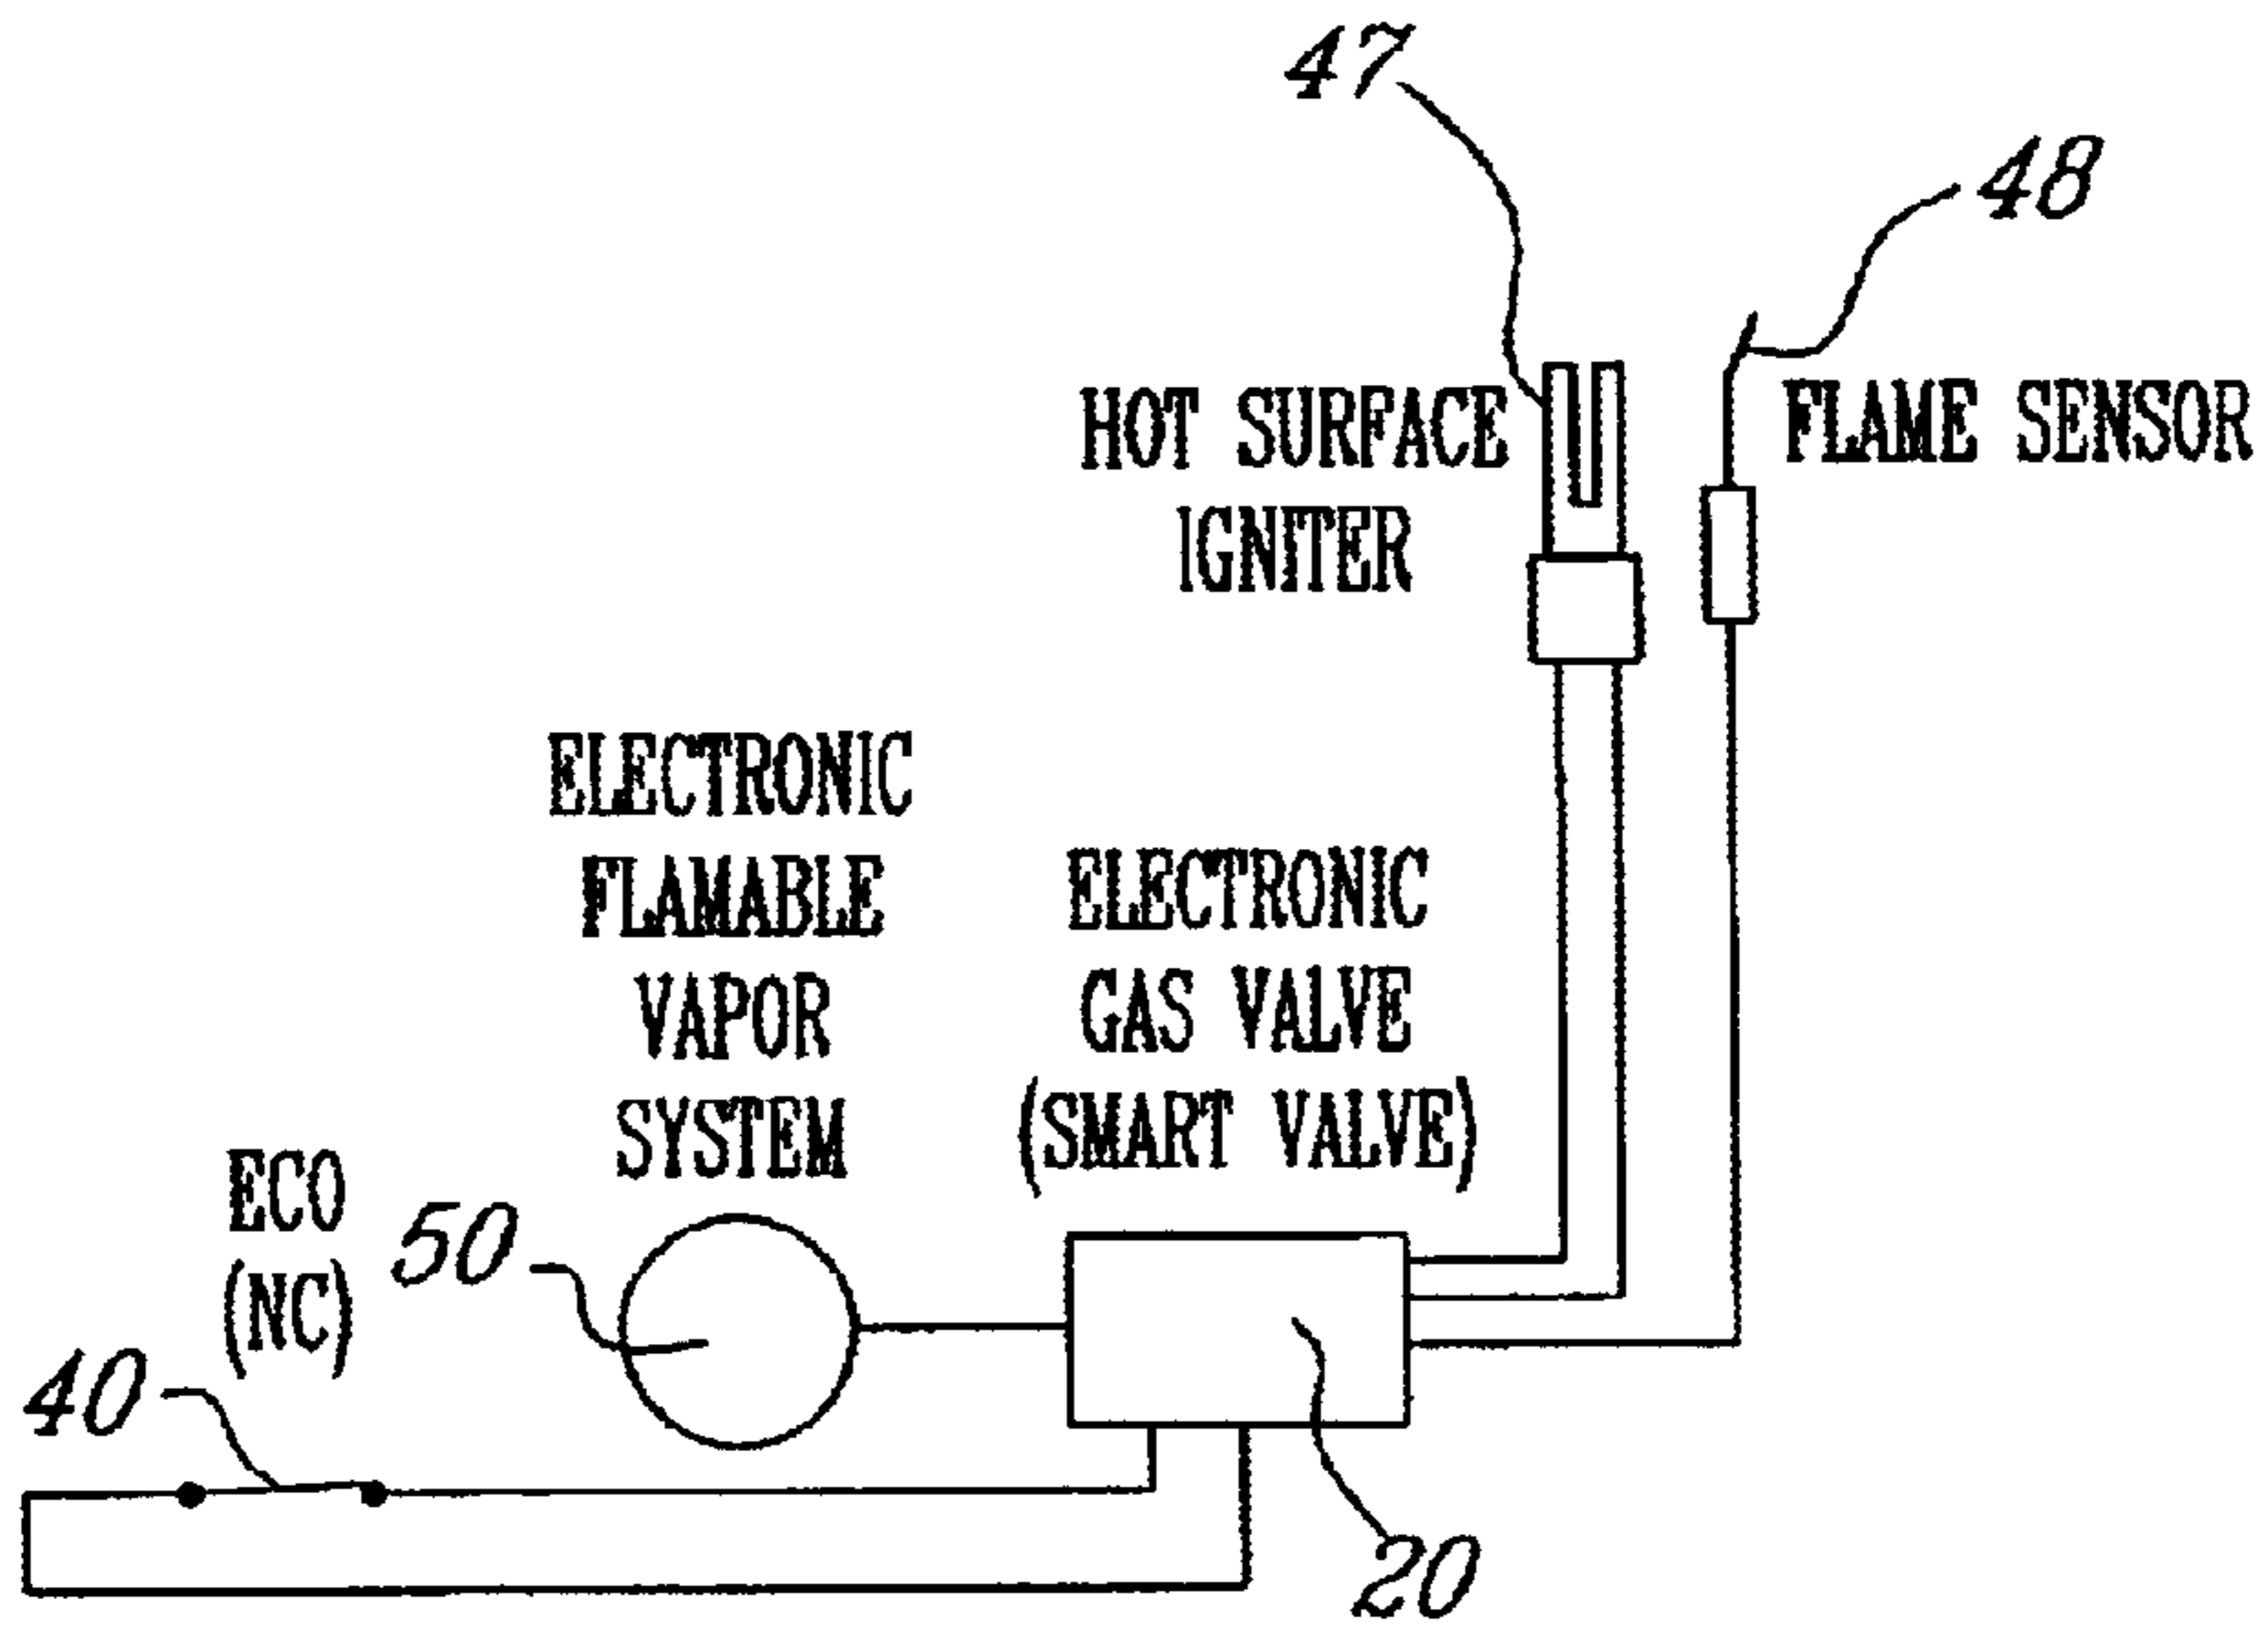 47
48
HOT SURFACE
IGNITER
FLAME SENSOR
ELECTRONIC
FLAMABLE
VAPOR
SYSTEM
ELECTRONIC
GAS VALVE
(SMART VALVE)
ECO
(NC)
50
40
20